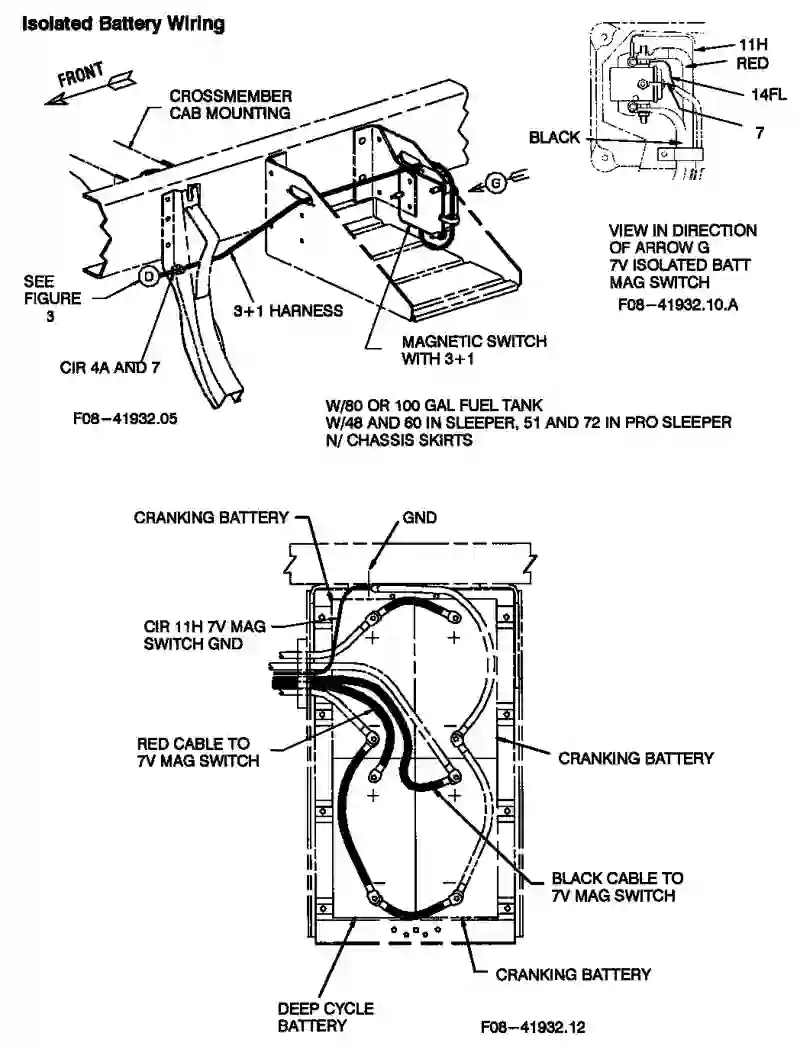 Isolated Battery Wiring
FRONT
CROSSMEMBER
CAB MOUNTING
G
D
SEE
FIGURE
3
3+1 HARNESS
CIR 4A AND 7
MAGNETIC SWITCH
WITH 3+1
F08-41932.05
11H
RED
14FL
7
BLACK
VIEW IN DIRECTION
OF ARROW G
7V ISOLATED BATT
MAG SWITCH
F08-41932.10.A
W/80 OR 100 GAL FUEL TANK
W/48 AND 60 IN SLEEPER, 51 AND 72 IN PRO SLEEPER
N/ CHASSIS SKIRTS
CRANKING BATTERY
GND
CIR 11H 7V MAG
SWITCH GND
+ +
RED CABLE TO
7V MAG SWITCH
− −
CRANKING BATTERY
+ +
BLACK CABLE TO
7V MAG SWITCH
− −
CRANKING BATTERY
DEEP CYCLE
BATTERY
F08-41932.12